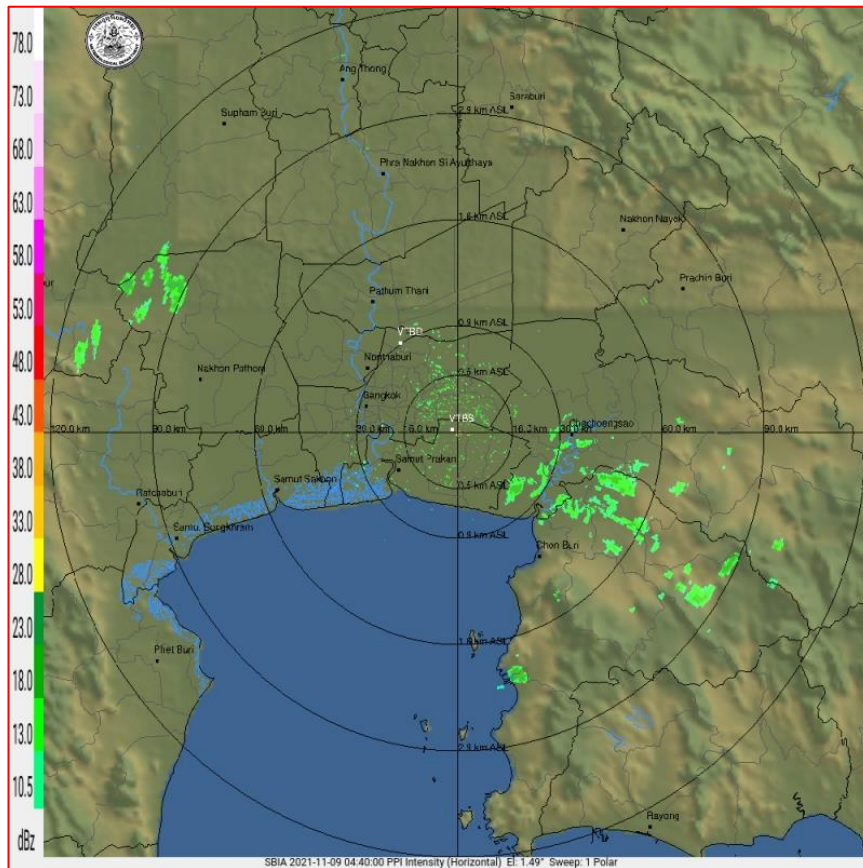 78.0
73.0
68.0
63.0
58.0
53.0
48.0
43.0
38.0
33.0
28.0
23.0
18.0
13.0
10.5
dBz
Ang Thong
Saraburi
2.9 km ASL
Suphan Buri
Phra Nakhon Si Ayutthaya
1.8 km ASL
Nakhon Nayok
Prachin Buri
Pathum Thani
0.9 km ASL
VTBD
Nonthaburi
Nakhon Pathom
0.5 km ASL
Bangkok
VTBS
120.0 km
90.0 km
60.0 km
30.0 km
15.0 km
30.0 km
Chachoengsao
60.0 km
90.0 km
Samut Prakan
Samut Sakhon
0.5 km ASL
Ratchaburi
0.9 km ASL
Samut Songkhram
Chon Buri
1.8 km ASL
Phet Buri
2.9 km ASL
Rayong
SBIA 2021-11-09 04:40:00 PPI Intensity (Horizontal) El: 1.49° Sweep: 1 Polar